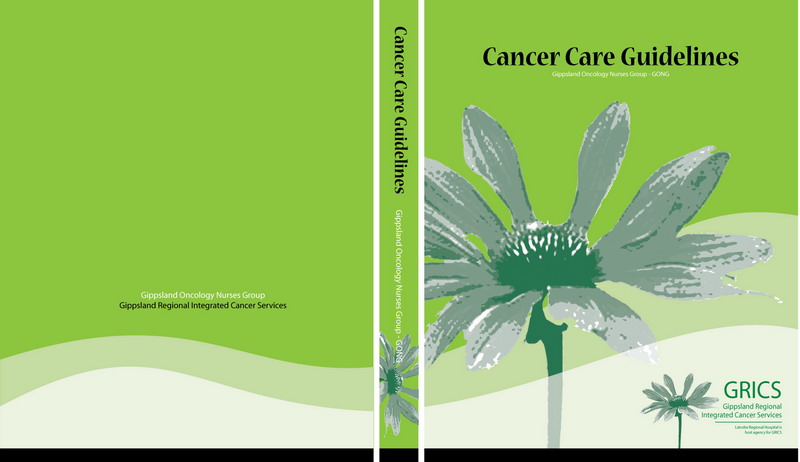 Gippsland Oncology Nurses Group
Gippsland Regional Integrated Cancer Services
Cancer Care Guidelines
Gippsland Oncology Nurses Group - GONG
Cancer Care Guidelines
Gippsland Oncology Nurses Group - GONG
GRICS
Gippsland Regional
Integrated Cancer Services
Latrobe Regional Hospital is
host agency for GRICS